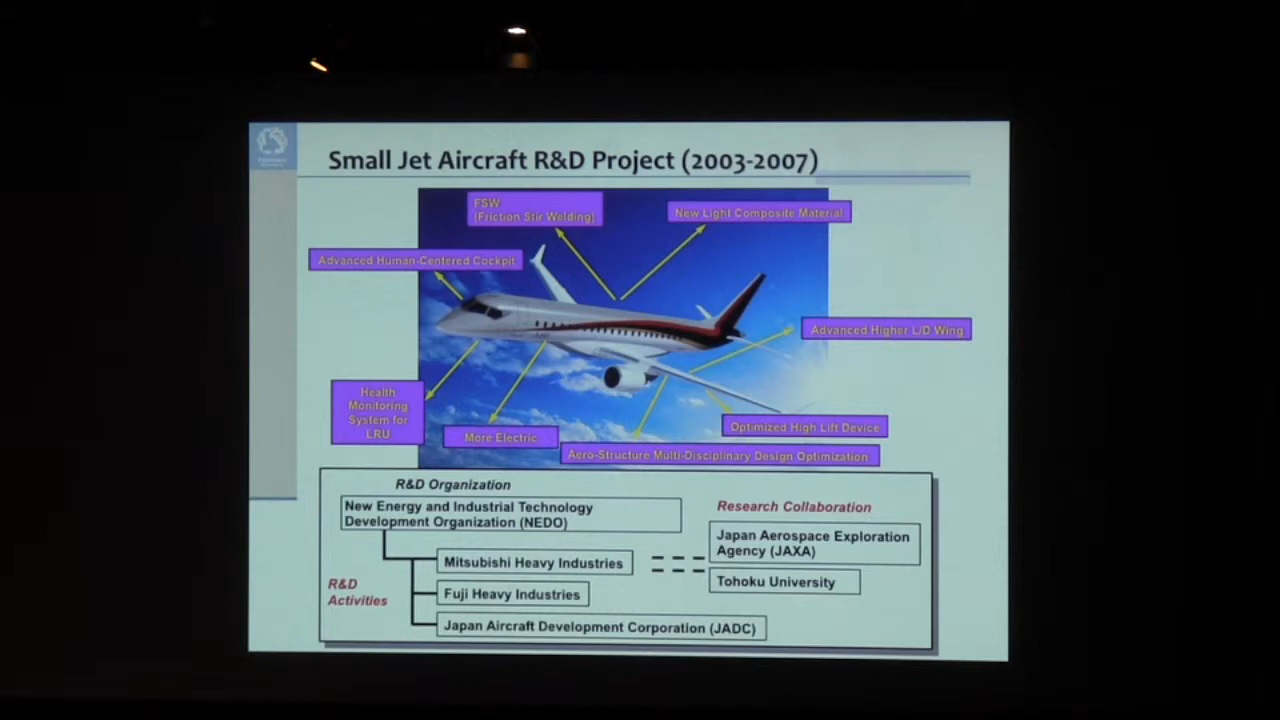 Small Jet Aircraft R&D Project (2003-2007)
FSW
(Friction Stir Welding)
New Light Composite Material
Advanced Human-Centered Cockpit
Advanced Higher L/D Wing
Health
Monitoring
System for
LRU
More Electric
Optimized High Lift Device
Aero-Structure Multi-Disciplinary Design Optimization
R&D Organization
New Energy and Industrial Technology
Development Organization (NEDO)
Research Collaboration
Japan Aerospace Exploration
Agency (JAXA)
Mitsubishi Heavy Industries
Tohoku University
R&D
Activities
Fuji Heavy Industries
Japan Aircraft Development Corporation (JADC)